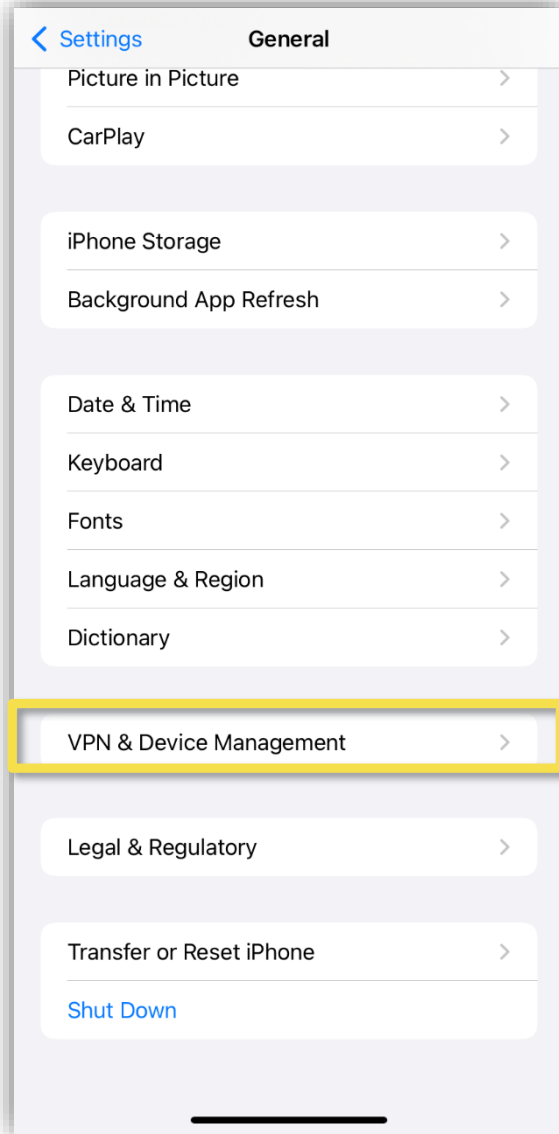 Settings
General
Picture in Picture
CarPlay
iPhone Storage
Background App Refresh
Date & Time
Keyboard
Fonts
Language & Region
Dictionary
VPN & Device Management
Legal & Regulatory
Transfer or Reset iPhone
Shut Down